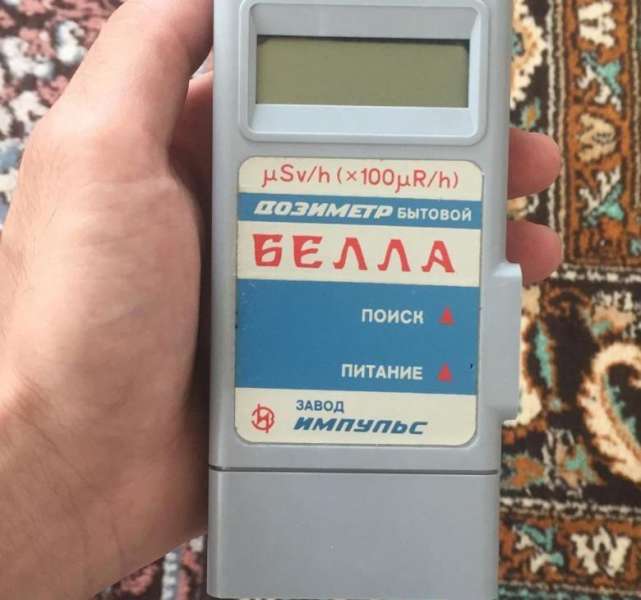 μSv/h (×100μR/h)
ДОЗИМЕТР БЫТОВОЙ
БЕЛЛА
ПОИСК
ПИТАНИЕ
ЗАВОД
ИМПУЛЬС